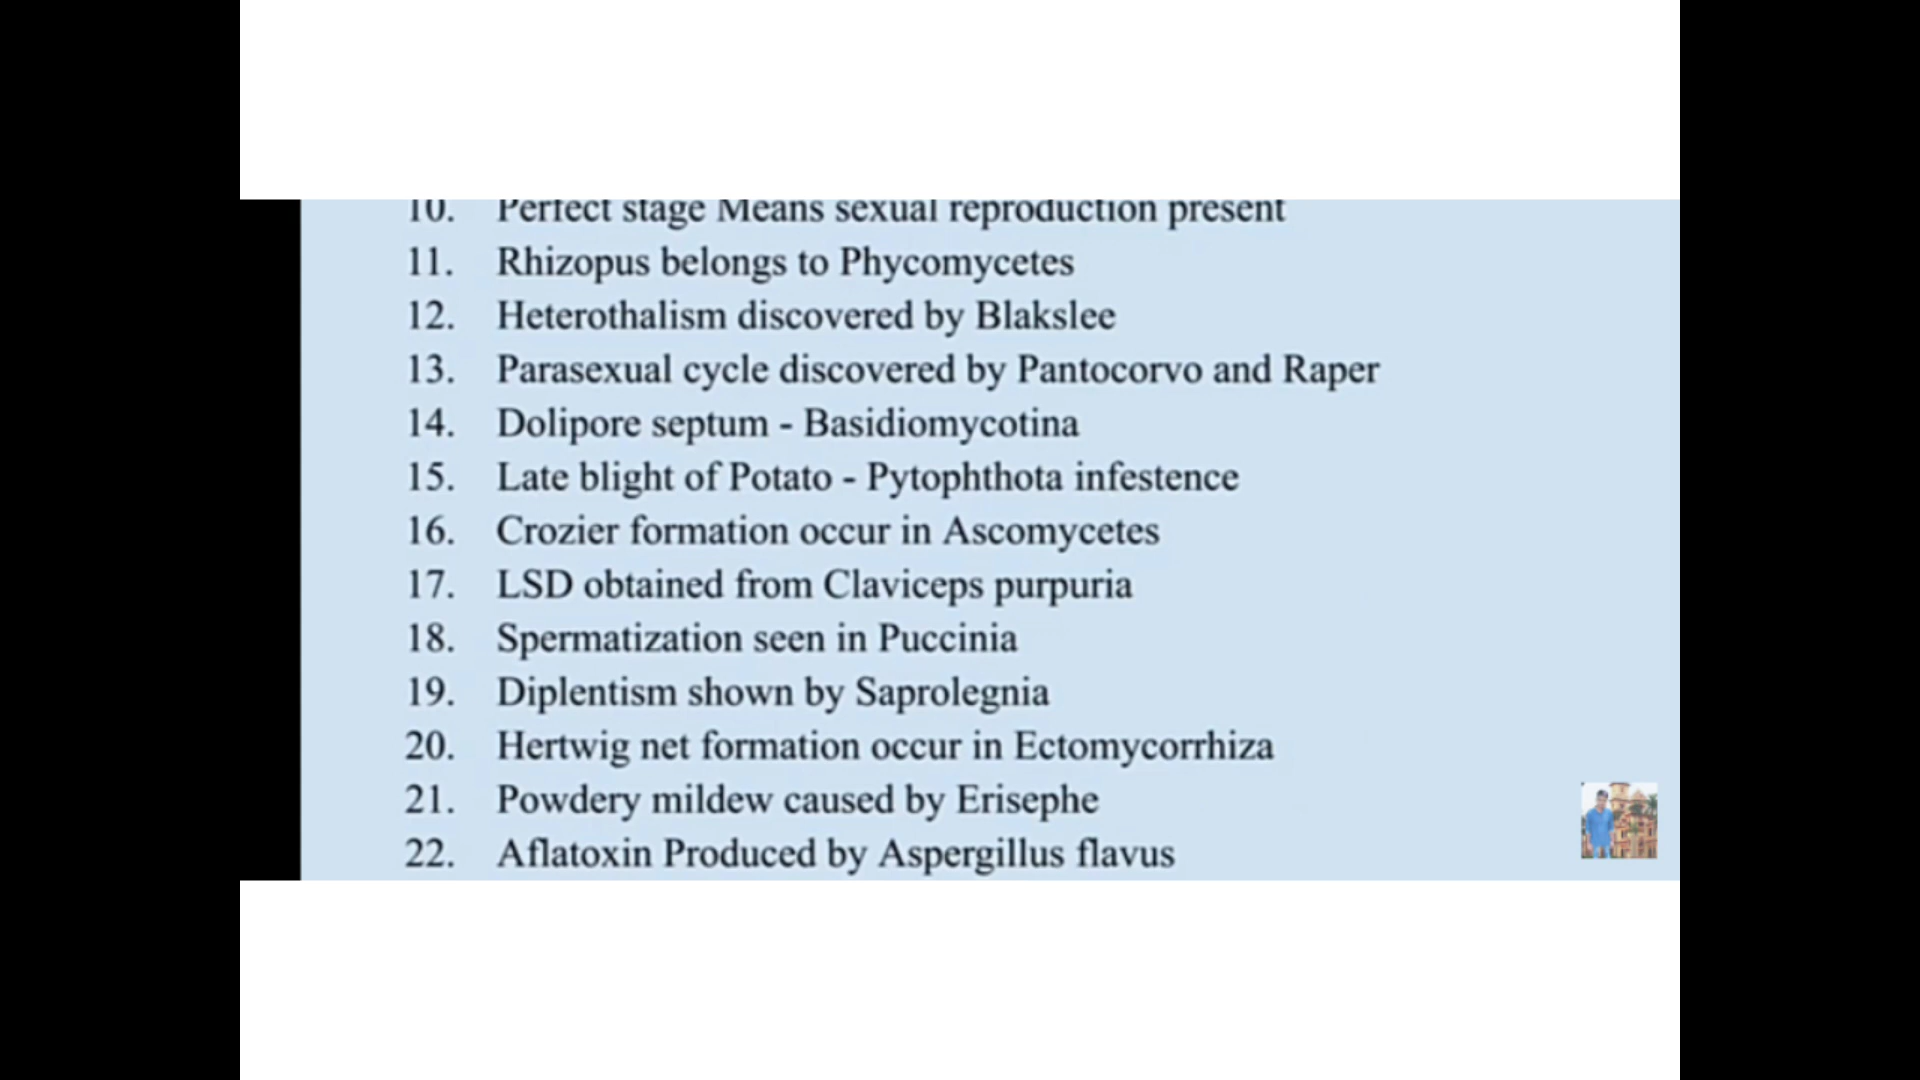 10. Perfect stage Means sexual reproduction present
11. Rhizopus belongs to Phycomycetes
12. Heterothalism discovered by Blakslee
13. Parasexual cycle discovered by Pantocorvo and Raper
14. Dolipore septum - Basidiomycotina
15. Late blight of Potato - Pytophthota infestence
16. Crozier formation occur in Ascomycetes
17. LSD obtained from Claviceps purpuria
18. Spermatization seen in Puccinia
19. Diplentism shown by Saprolegnia
20. Hertwig net formation occur in Ectomycorrhiza
21. Powdery mildew caused by Erisephe
22. Aflatoxin Produced by Aspergillus flavus